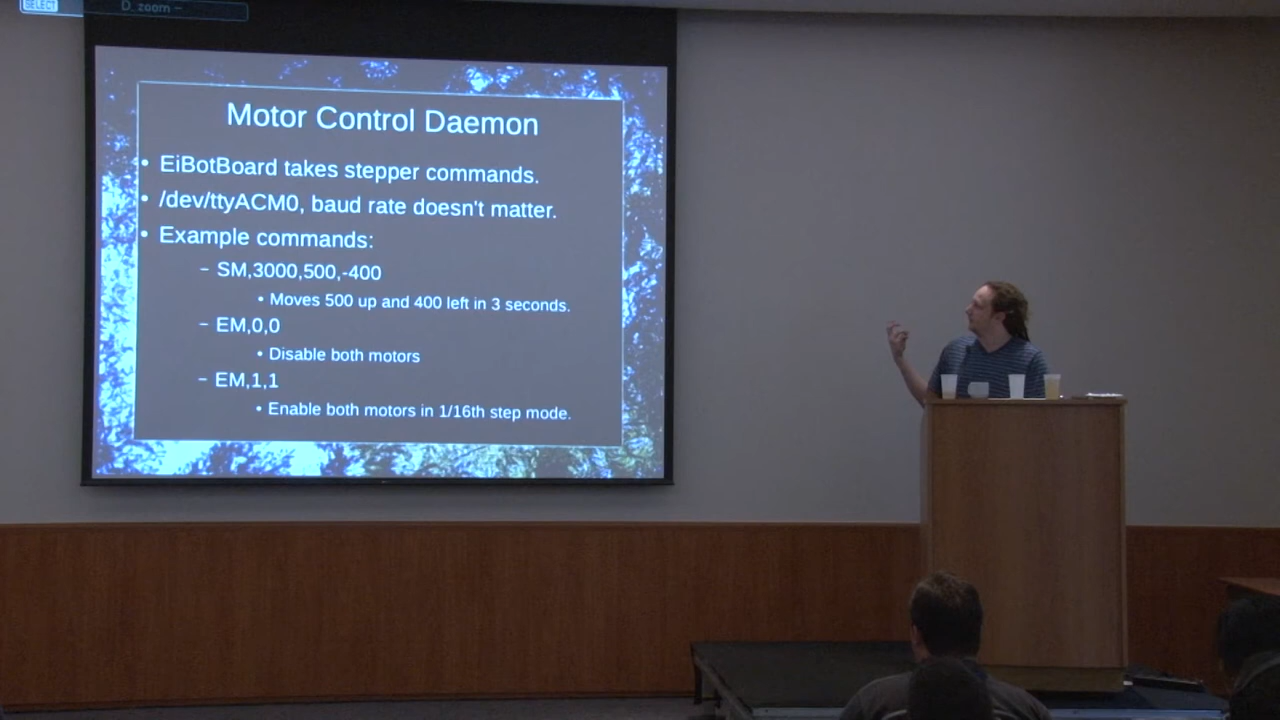 SELECT
D. zoom –
Motor Control Daemon
• EiBotBoard takes stepper commands.
• /dev/ttyACM0, baud rate doesn't matter.
• Example commands:
– SM,3000,500,-400
• Moves 500 up and 400 left in 3 seconds.
– EM,0,0
• Disable both motors
– EM,1,1
• Enable both motors in 1/16th step mode.